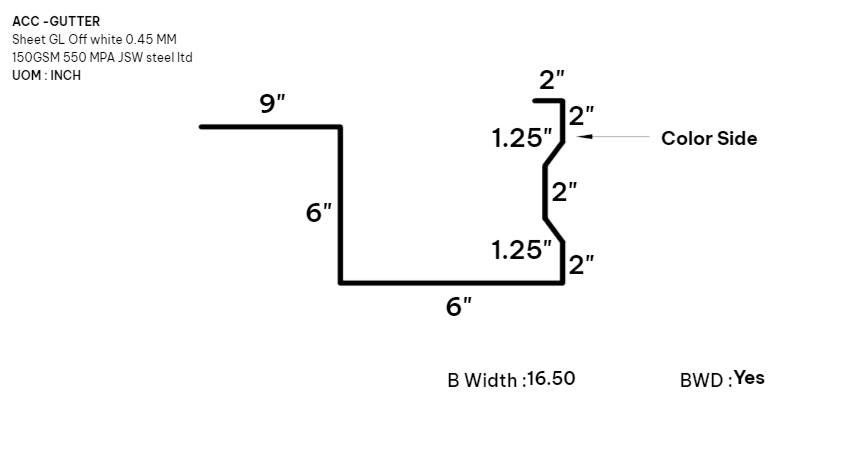 ACC -GUTTER
Sheet GL Off white 0.45 MM
150GSM 550 MPA JSW steel ltd
UOM : INCH
2"
9"
2"
1.25"
Color Side
2"
6"
1.25"
2"
6"
B Width :16.50
BWD :Yes